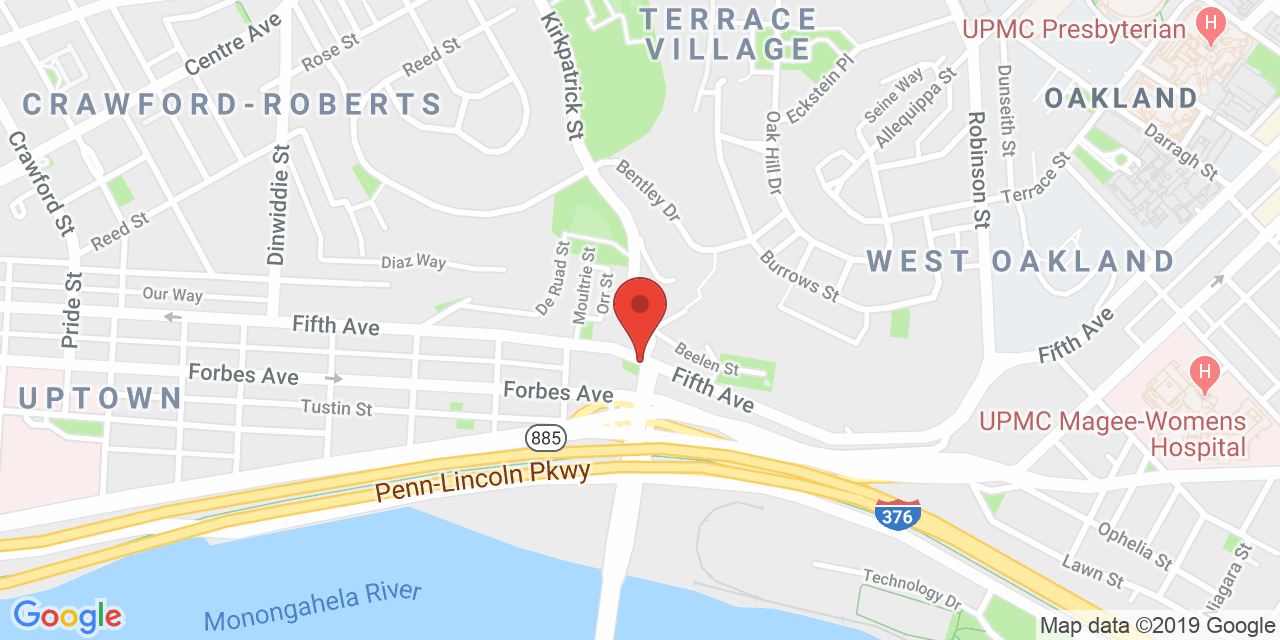 TERRACE
VILLAGE
UPMC Presbyterian
H
Centre Ave
Rose St
Reed St
Kirkpatrick St
Eckstein Pl
Seine Way
Allequippa St
Dunseith St
OAKLAND
CRAWFORD-ROBERTS
Oak Hill Dr
Robinson St
Darragh St
Crawford St
Dinwiddie St
Bentley Dr
Terrace St
Reed St
Diaz Way
De Ruad St
Moultrie St
Orr St
Burrows St
WEST OAKLAND
Pride St
Our Way
Fifth Ave
Fifth Ave
Beelen St
Forbes Ave
Forbes Ave
Fifth Ave
H
UPTOWN
Tustin St
UPMC Magee-Womens
Hospital
885
Penn-Lincoln Pkwy
376
Ophelia St
Lawn St
Niagara St
Technology Dr
Monongahela River
Google
Map data ©2019 Google